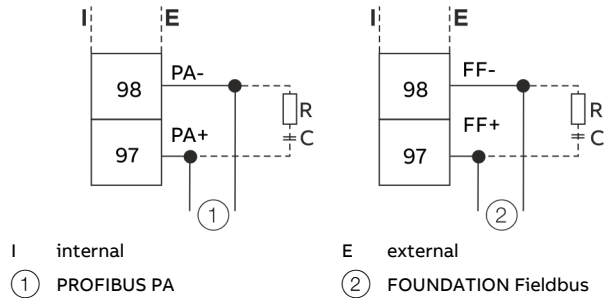 I E I E
98 PA- FF-
R R
98
PA+ FF+
C C
97 97
1 2
I internal E external
1 PROFIBUS PA 2 FOUNDATION Fieldbus